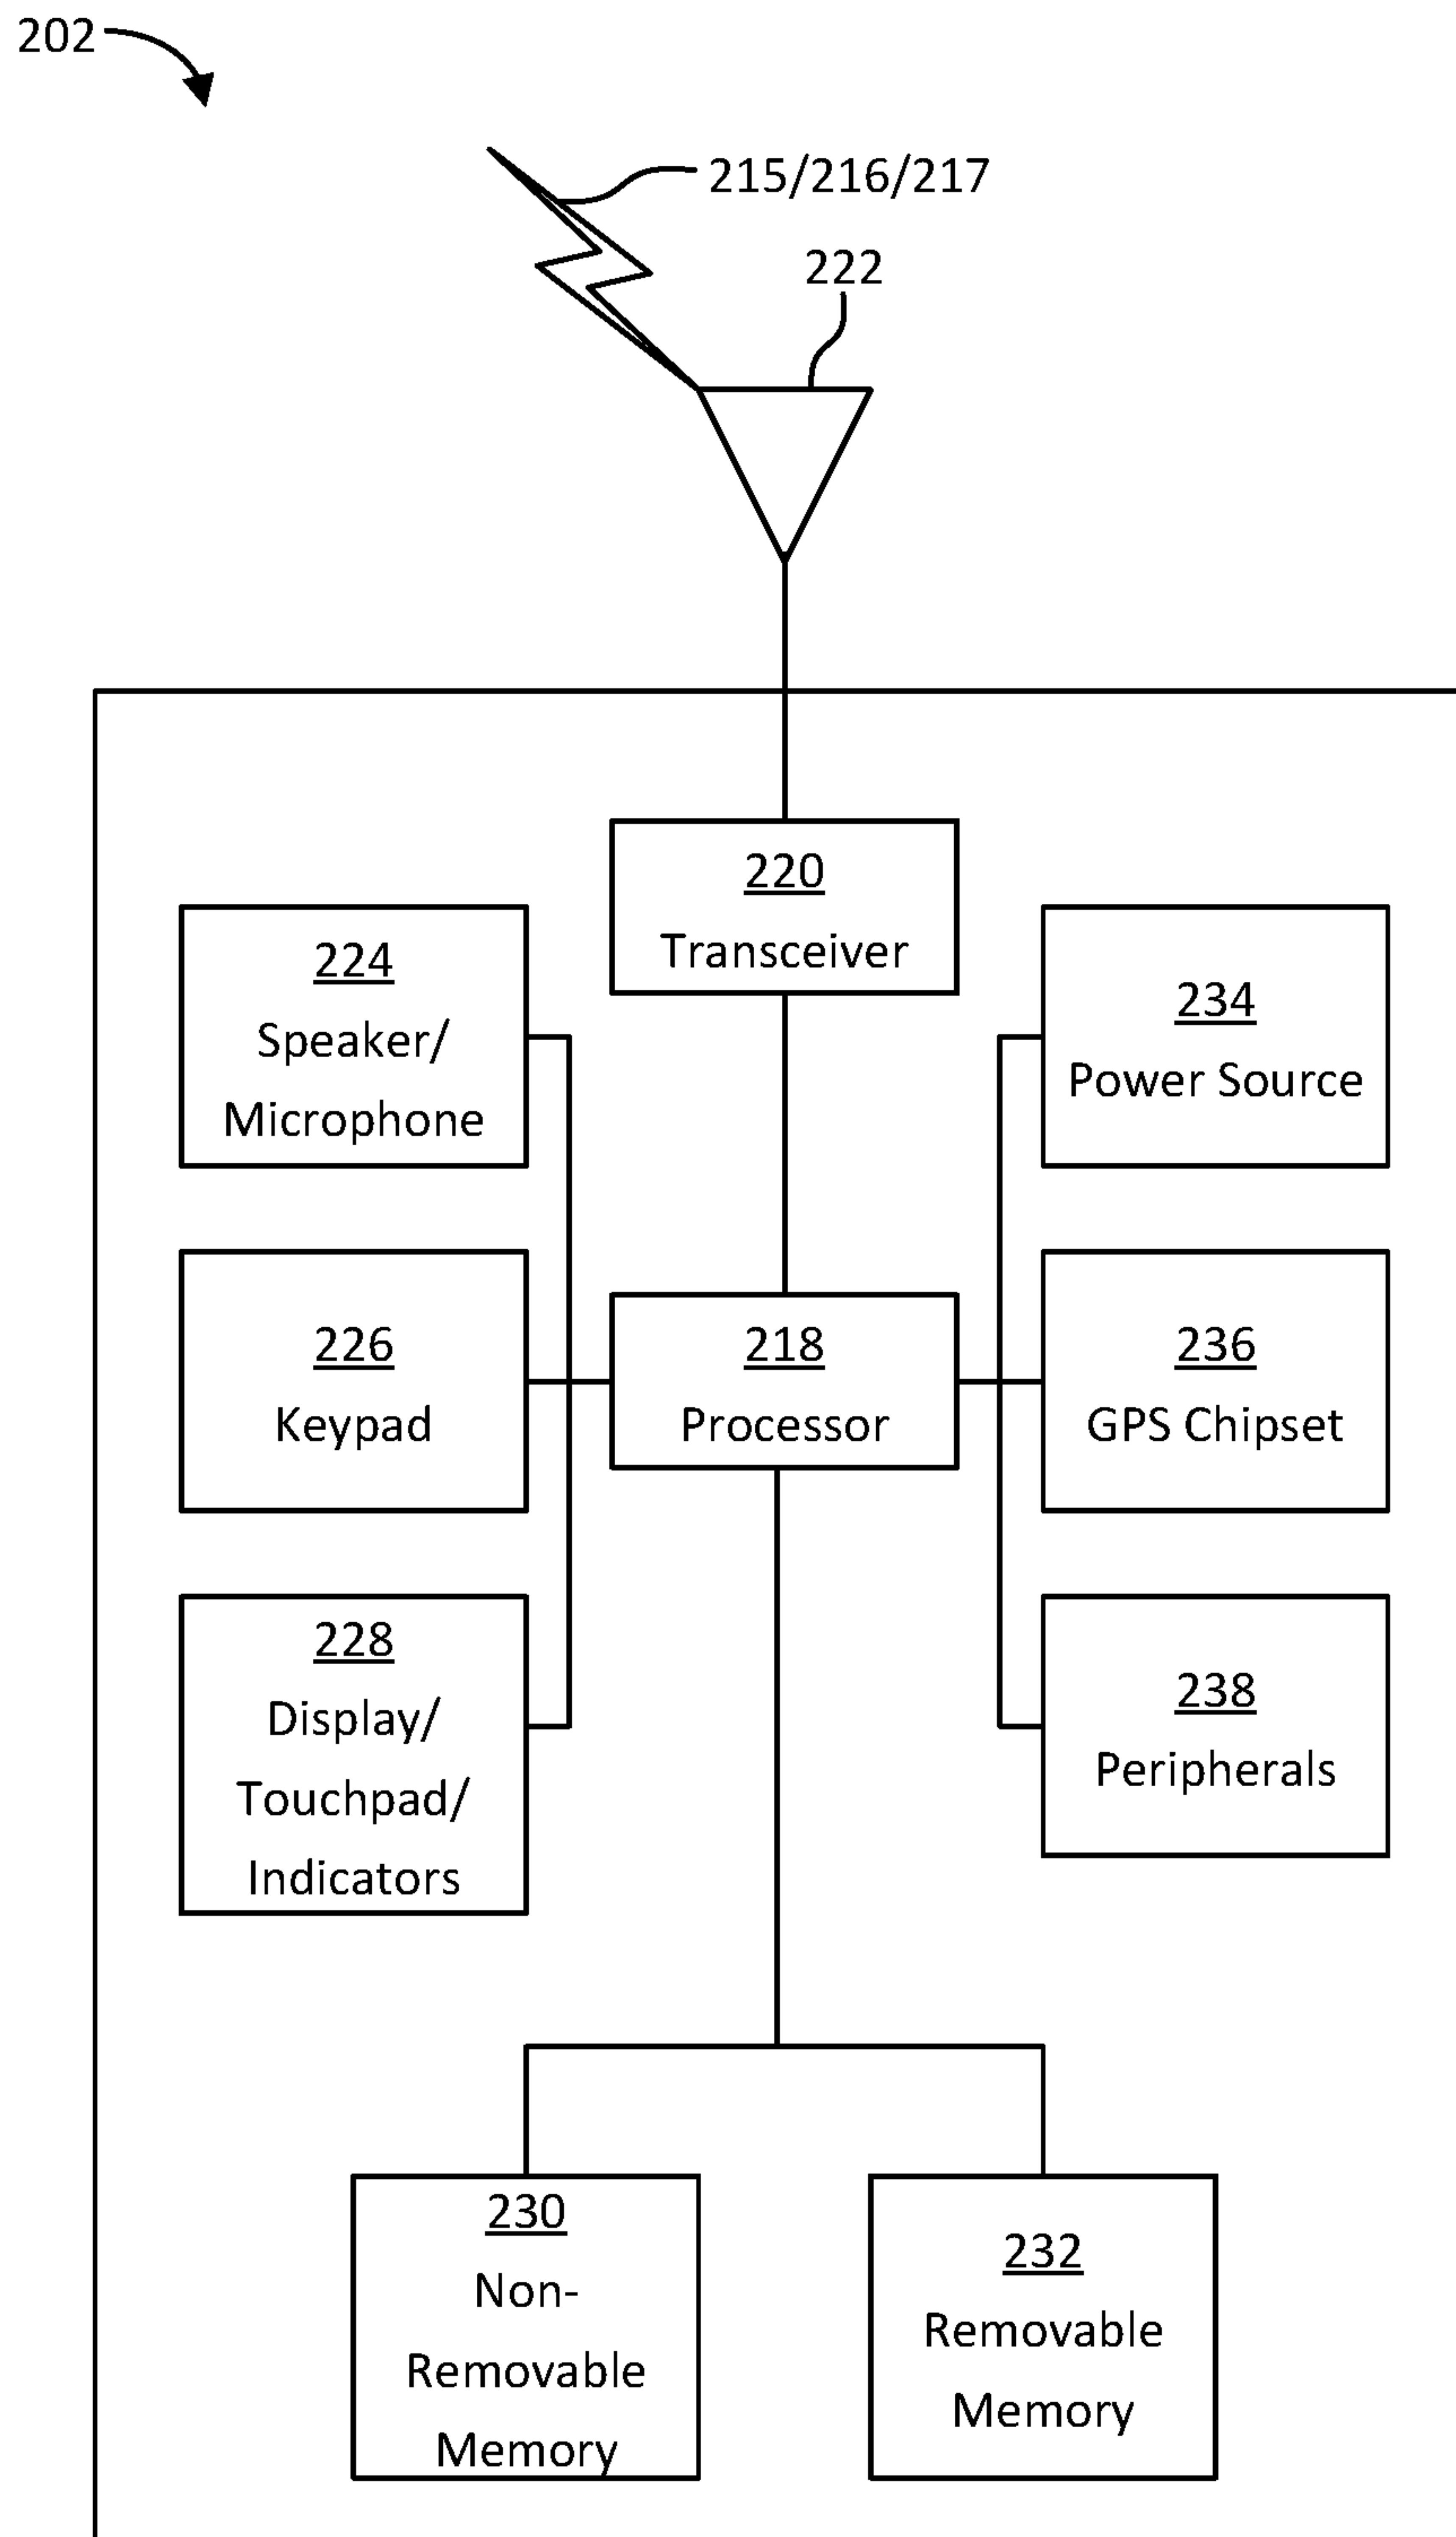 202
215/216/217
222
220
Transceiver
224
Speaker/
Microphone
234
Power Source
226
Keypad
218
Processor
236
GPS Chipset
228
Display/
Touchpad/
Indicators
238
Peripherals
230
Non-
Removable
Memory
232
Removable
Memory